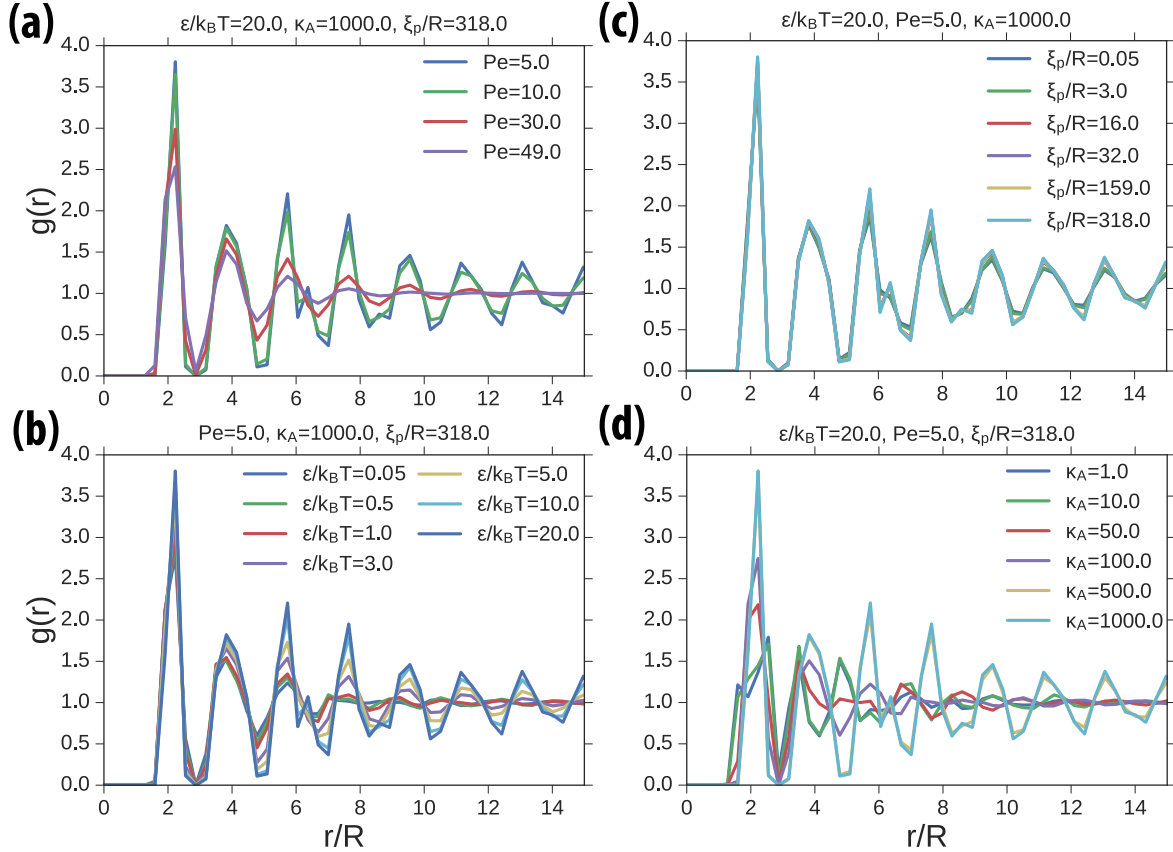 (a)
ε/kBT=20.0, κA=1000.0, ξp/R=318.0
g(r)
4.0
3.5
3.0
2.5
2.0
1.5
1.0
0.5
0.0
0 2 4 6 8 10 12 14
Pe=5.0
Pe=10.0
Pe=30.0
Pe=49.0
(c)
ε/kBT=20.0, Pe=5.0, κA=1000.0
4.0
3.5
3.0
2.5
2.0
1.5
1.0
0.5
0.0
0 2 4 6 8 10 12 14
ξp/R=0.05
ξp/R=3.0
ξp/R=16.0
ξp/R=32.0
ξp/R=159.0
ξp/R=318.0
(b)
Pe=5.0, κA=1000.0, ξp/R=318.0
g(r)
4.0
3.5
3.0
2.5
2.0
1.5
1.0
0.5
0.0
0 2 4 6 8 10 12 14
r/R
ε/kBT=0.05
ε/kBT=0.5
ε/kBT=1.0
ε/kBT=3.0
ε/kBT=5.0
ε/kBT=10.0
ε/kBT=20.0
(d)
ε/kBT=20.0, Pe=5.0, ξp/R=318.0
4.0
3.5
3.0
2.5
2.0
1.5
1.0
0.5
0.0
0 2 4 6 8 10 12 14
r/R
κA=1.0
κA=10.0
κA=50.0
κA=100.0
κA=500.0
κA=1000.0